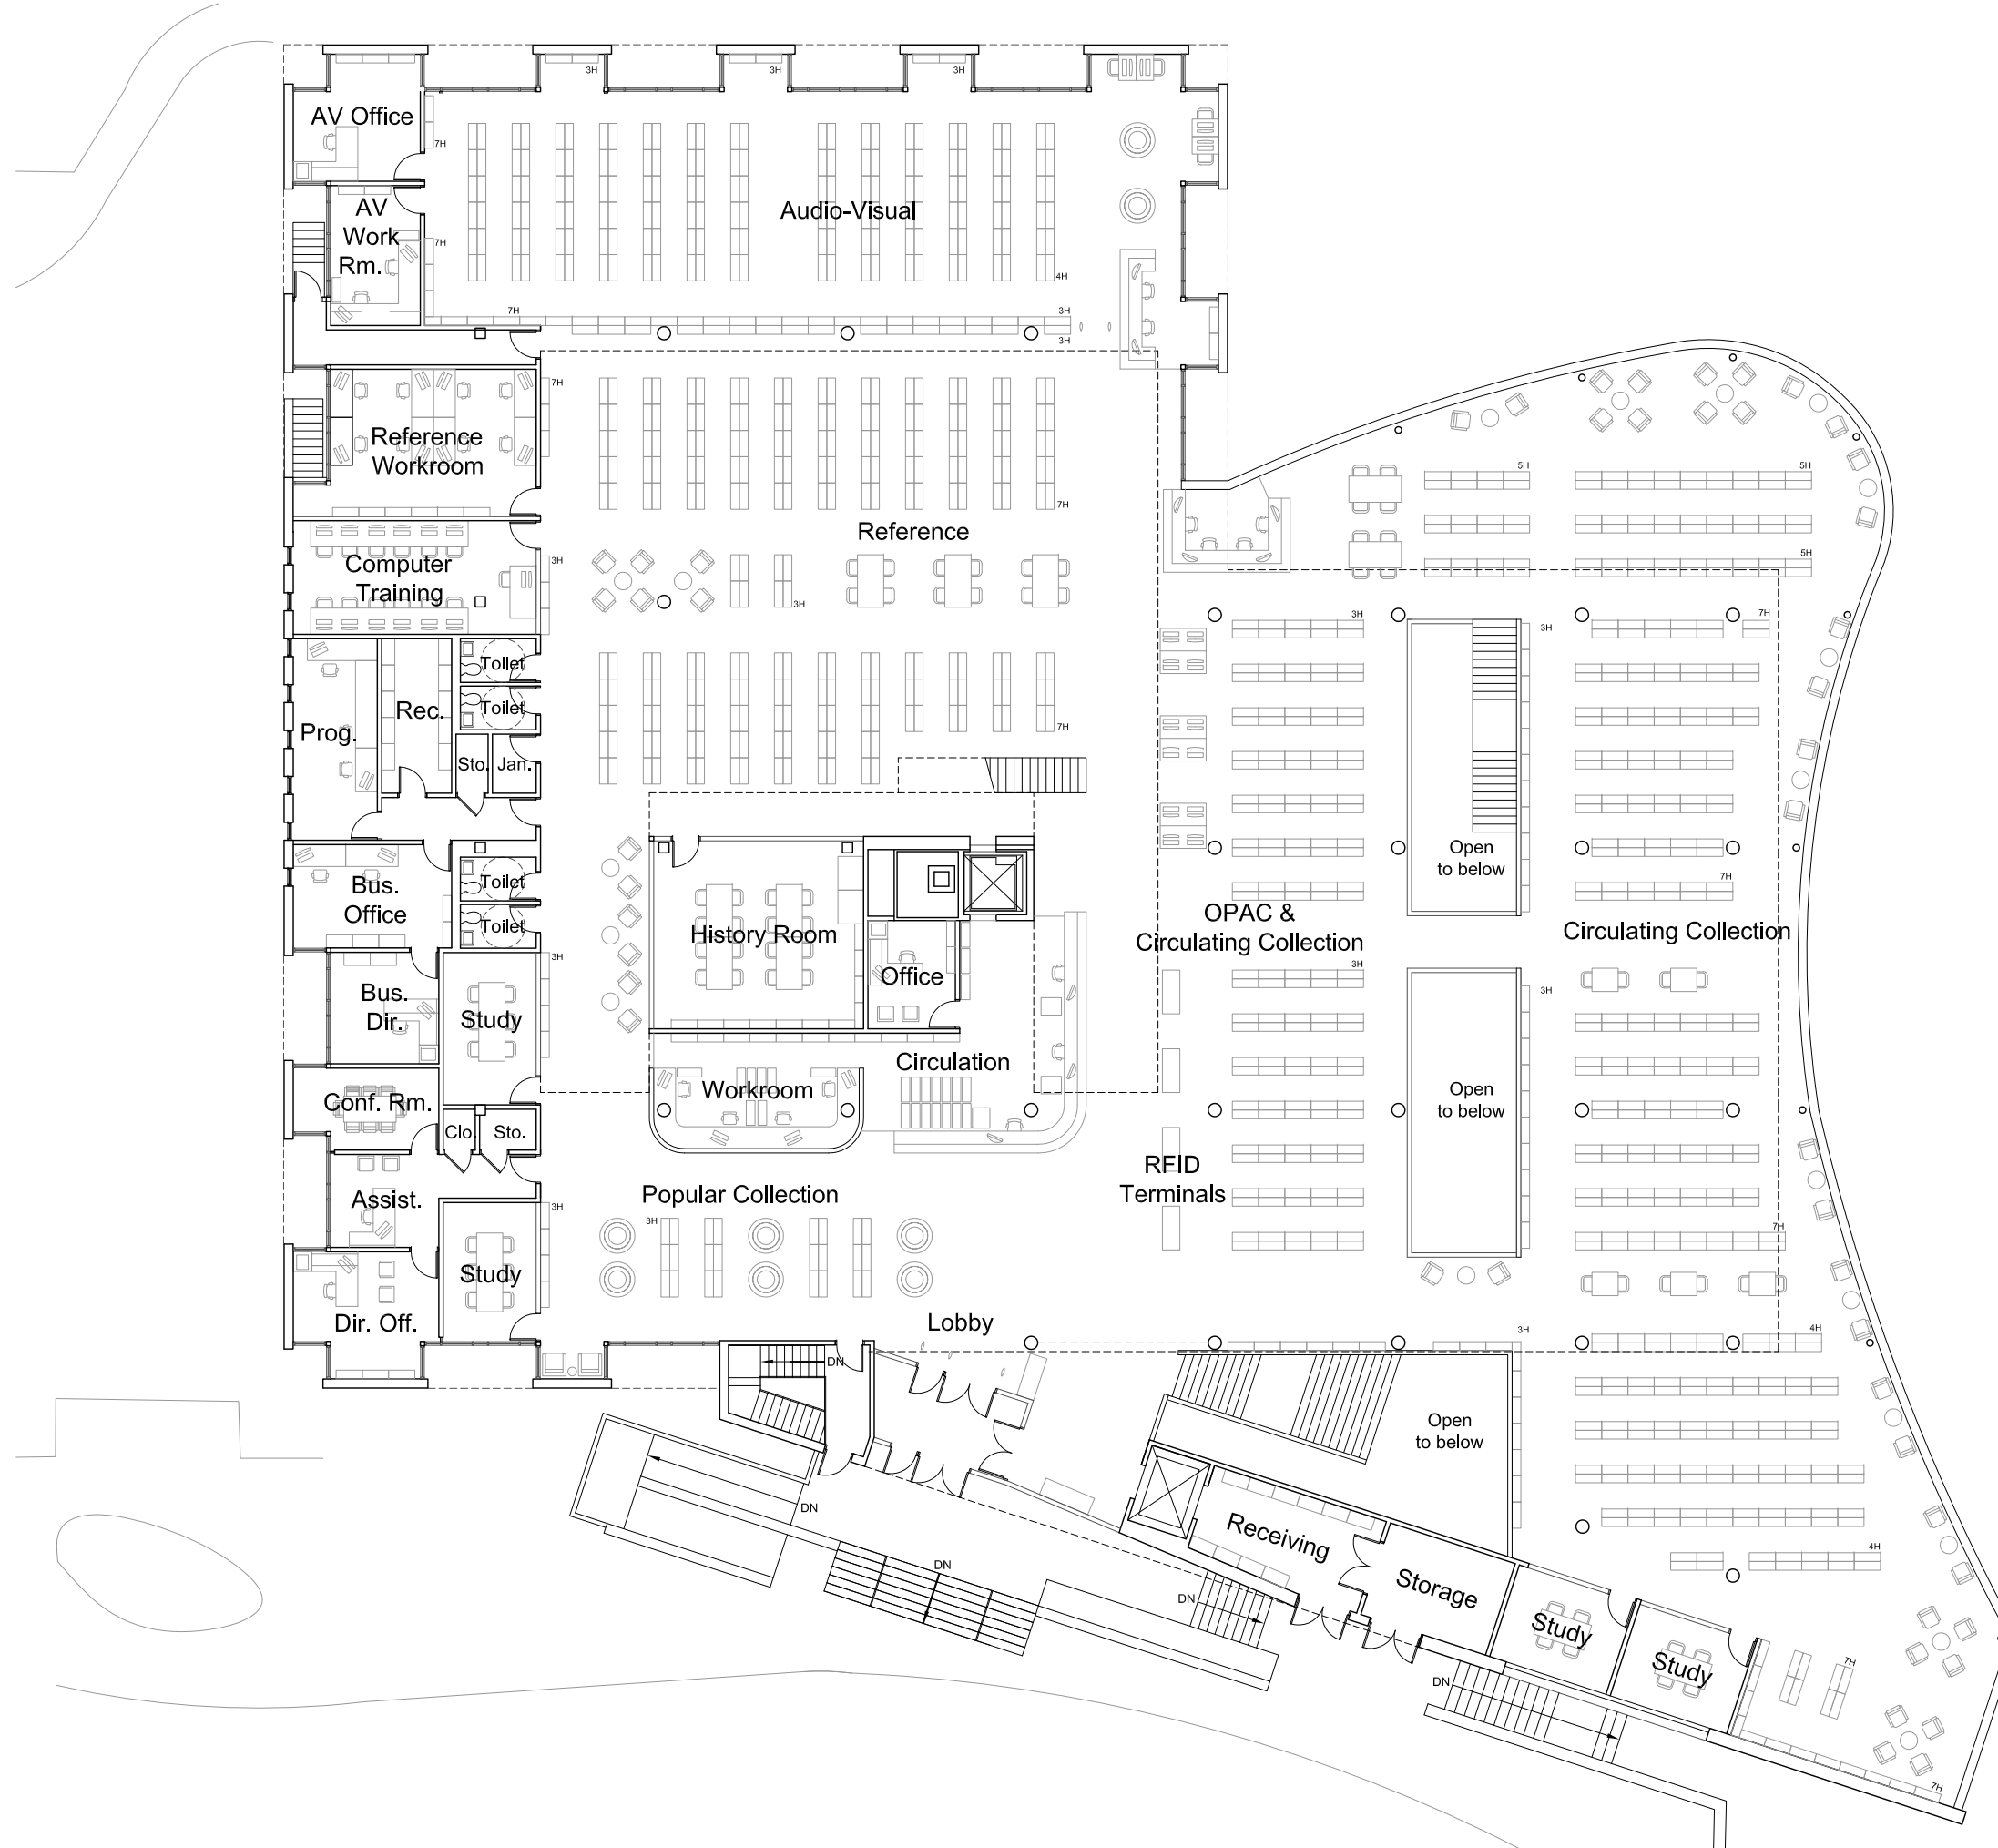 3H
3H
3H
3H
AV Office
7H
AV
Work
Rm.
7H
Audio-Visual
4H
7H
3H
3H
7H
Reference
Workroom
7H
Reference
5H
5H
5H
Computer
Training
3H
3H
3H
7H
3H
Toilet
Toilet
Rec.
Prog.
7H
Sto.
Jan.
Open
to below
7H
Toilet
Bus.
Office
Toilet
History Room
OPAC &
Circulating Collection
Circulating Collection
3H
3H
3H
Office
Bus.
Dir.
Study
Circulation
Workroom
Open
to below
Conf. Rm.
Clo.
Sto.
RFID
Terminals
Assist.
Popular Collection
3H
3H
7H
Study
Dir. Off.
Lobby
3H
4H
DN
Open
to below
DN
Receiving
DN
4H
Storage
DN
Study
Study
7H
DN
7H